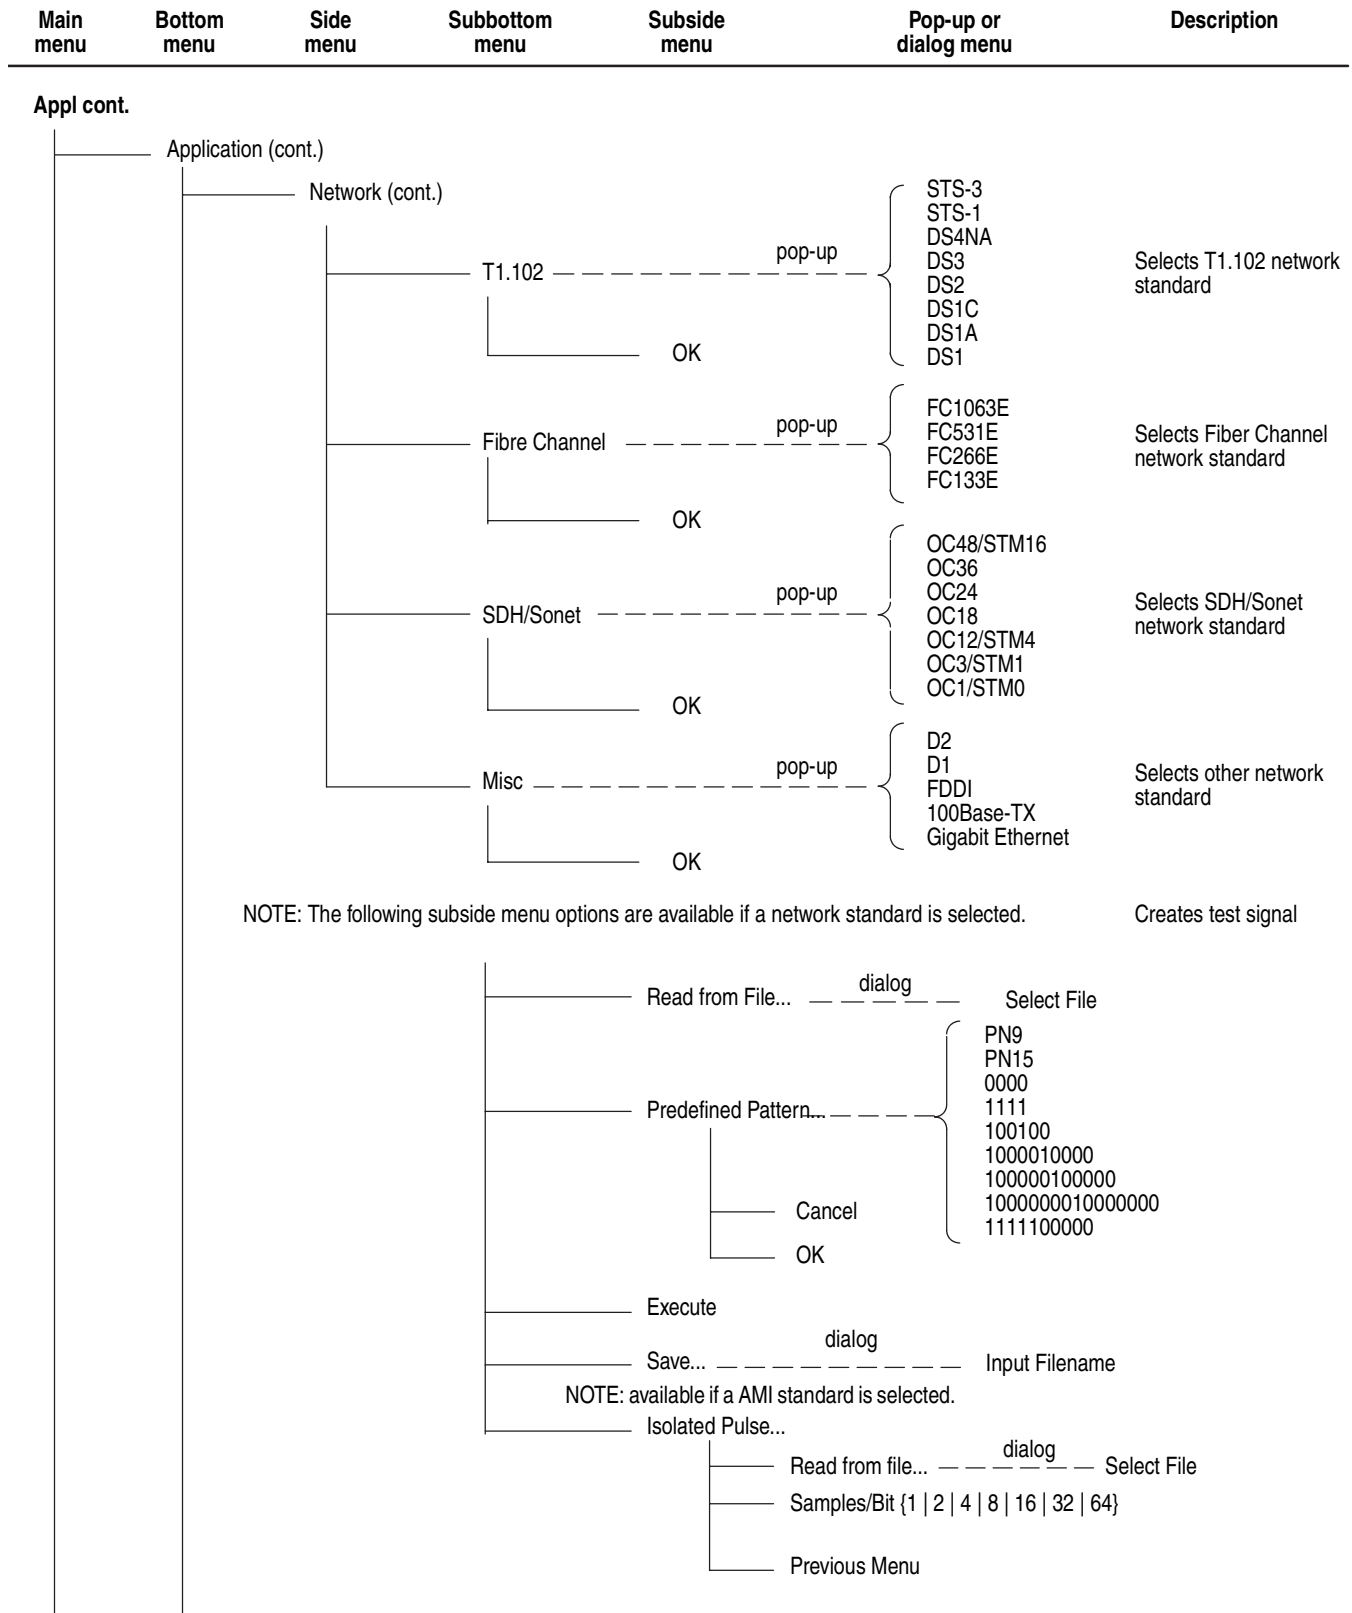 Main menu
Bottom menu
Side menu
Subbottom menu
Subside menu
Pop-up or dialog menu
Description
Appl cont.
Application (cont.)
Network (cont.)
T1.102
pop-up
STS-3
STS-1
DS4NA
DS3
DS2
DS1C
DS1A
DS1
Selects T1.102 network
standard
OK
Fibre Channel
pop-up
FC1063E
FC531E
FC266E
FC133E
Selects Fiber Channel
network standard
OK
SDH/Sonet
pop-up
OC48/STM16
OC36
OC24
OC18
OC12/STM4
OC3/STM1
OC1/STM0
Selects SDH/Sonet
network standard
OK
Misc
pop-up
D2
D1
FDDI
100Base-TX
Gigabit Ethernet
Selects other network
standard
OK
NOTE: The following subside menu options are available if a network standard is selected.
Creates test signal
Read from File...
dialog
Select File
Predefined Pattern...
PN9
PN15
0000
1111
100100
1000010000
100000100000
1000000010000000
1111100000
Cancel
OK
Execute
Save...
dialog
Input Filename
NOTE: available if a AMI standard is selected.
Isolated Pulse...
Read from file...
dialog
Select File
Samples/Bit {1 | 2 | 4 | 8 | 16 | 32 | 64}
Previous Menu